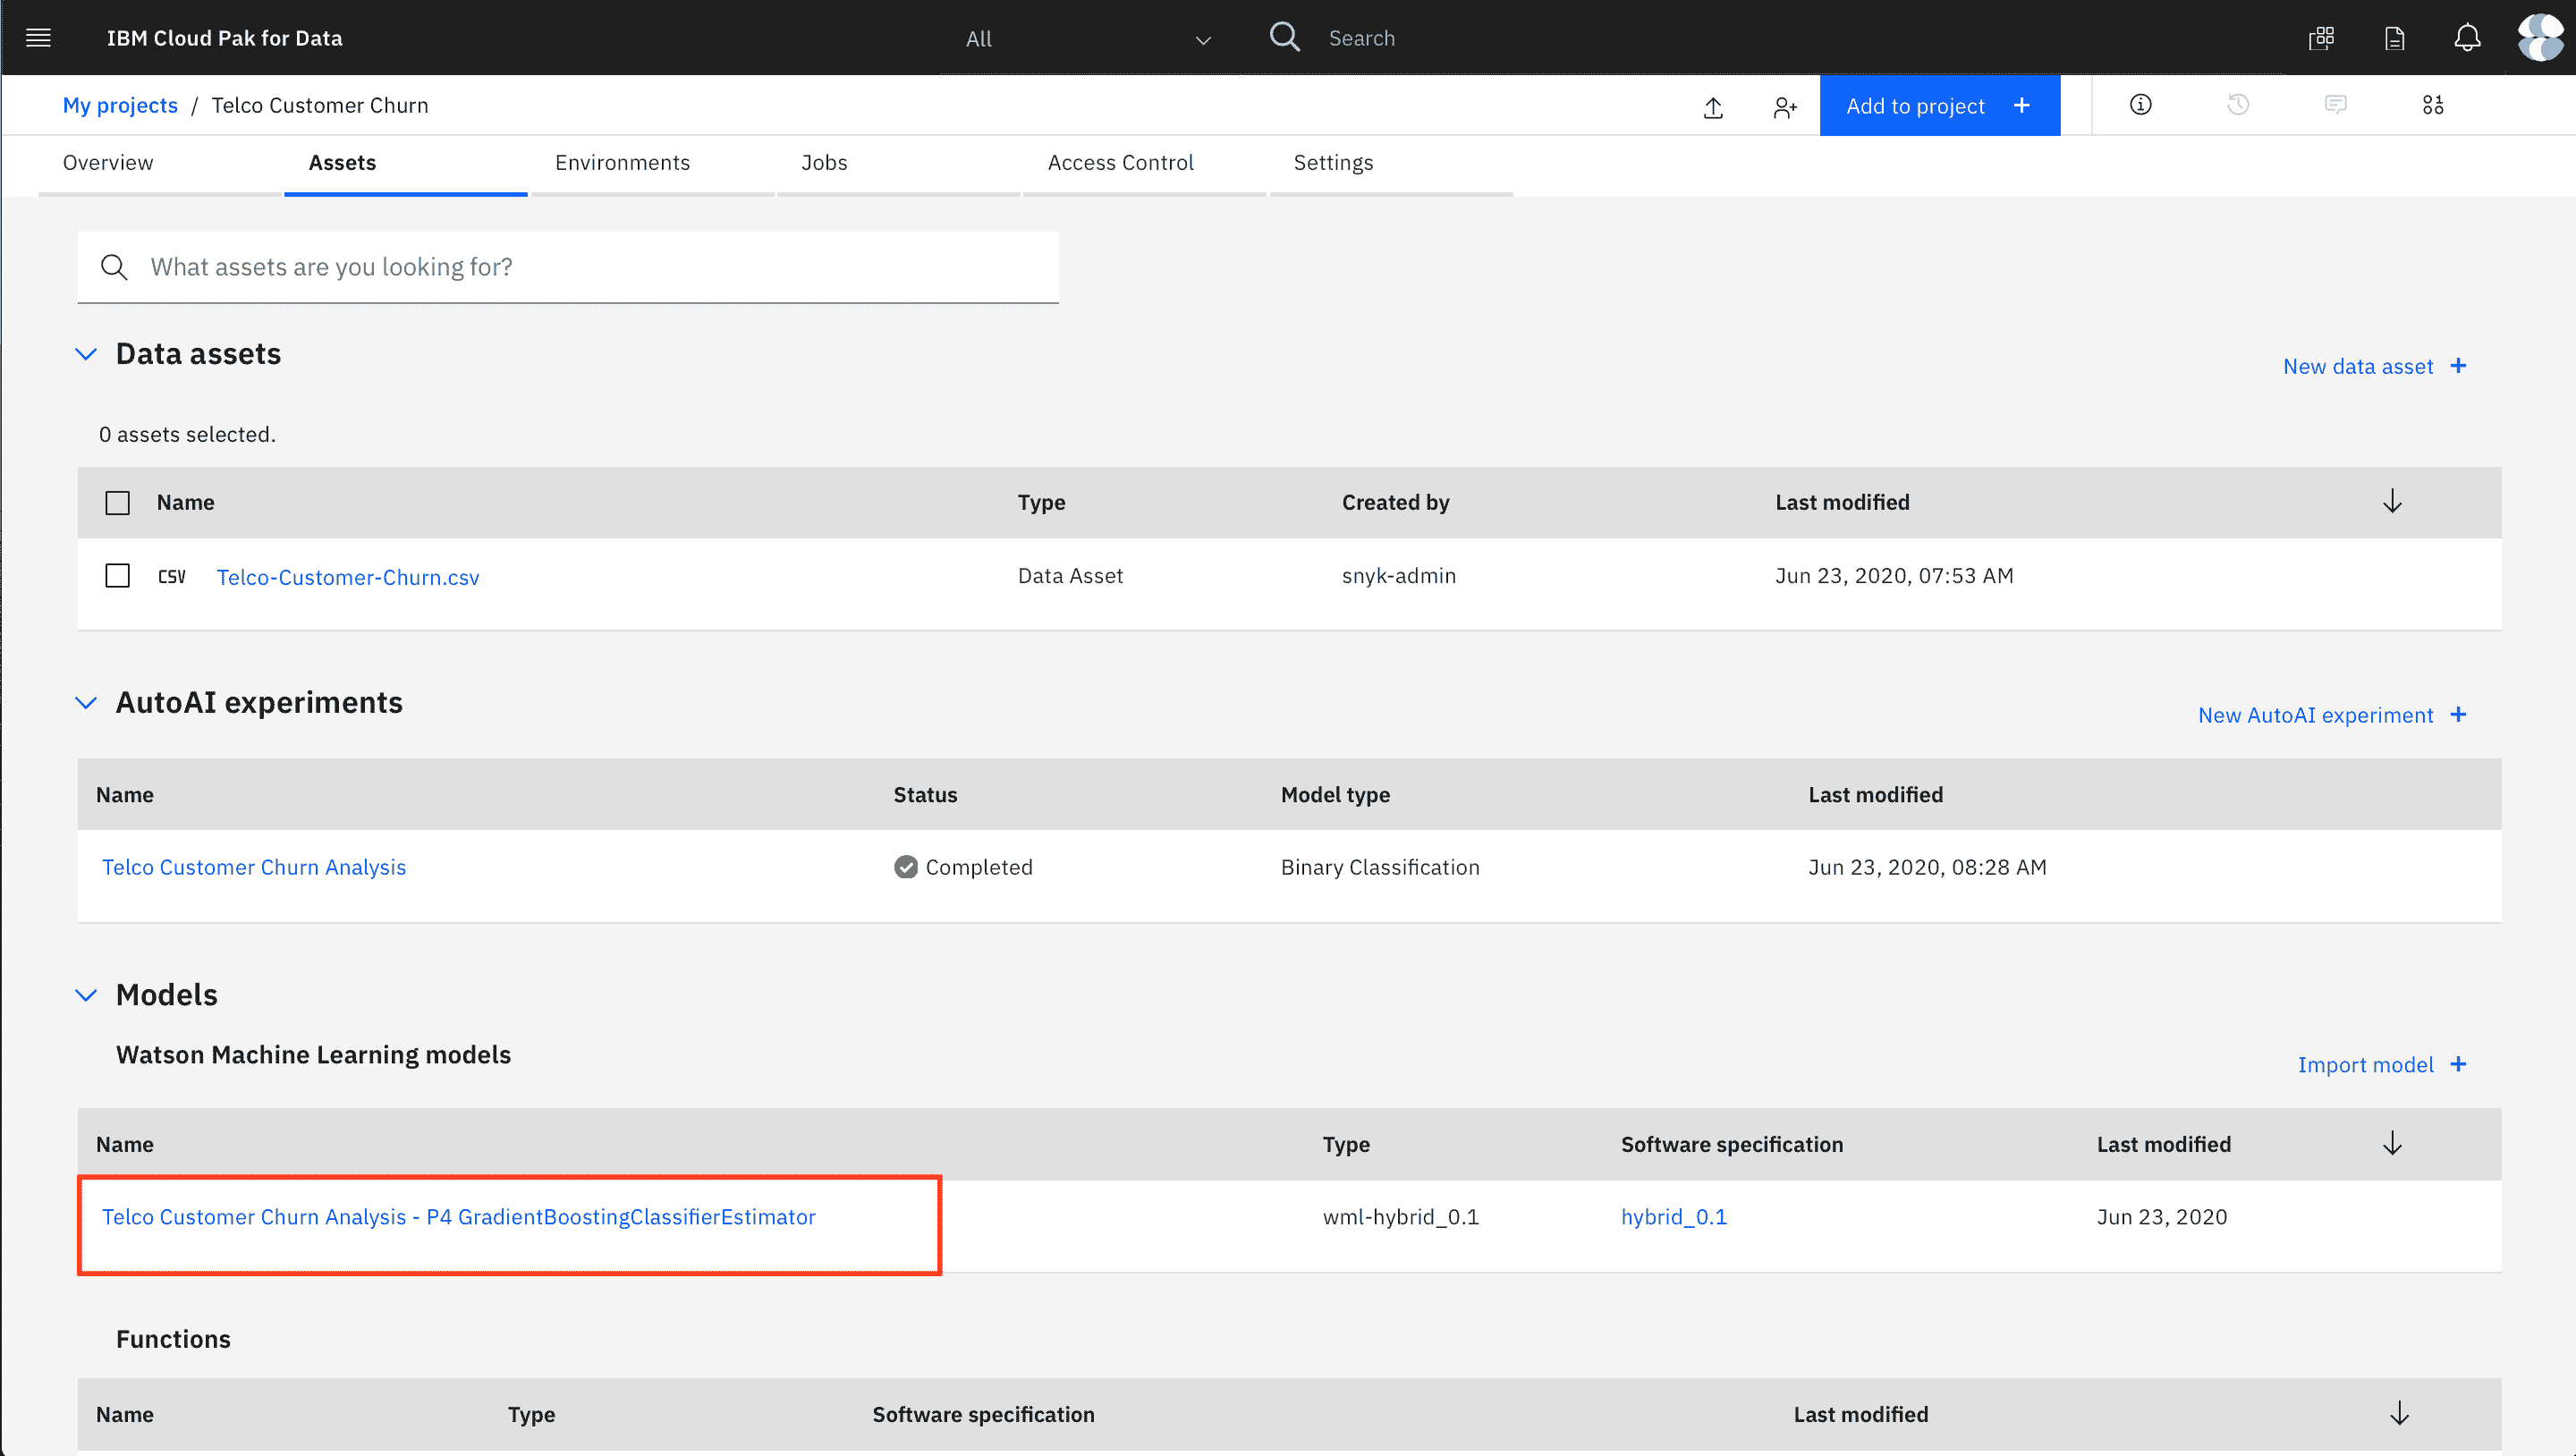 IBM Cloud Pak for Data All Search
My projects / Telco Customer Churn Add to project +
Overview Assets Environments Jobs Access Control Settings
What assets are you looking for?
Data assets
New data asset +
0 assets selected.
Name Type Created by Last modified
CSV Telco-Customer-Churn.csv Data Asset snyk-admin Jun 23, 2020, 07:53 AM
AutoAI experiments
New AutoAI experiment +
Name Status Model type Last modified
Telco Customer Churn Analysis Completed Binary Classification Jun 23, 2020, 08:28 AM
Models
Watson Machine Learning models
Import model +
Name Type Software specification Last modified
Telco Customer Churn Analysis - P4 GradientBoostingClassifierEstimator wml-hybrid_0.1 hybrid_0.1 Jun 23, 2020
Functions
Name Type Software specification Last modified